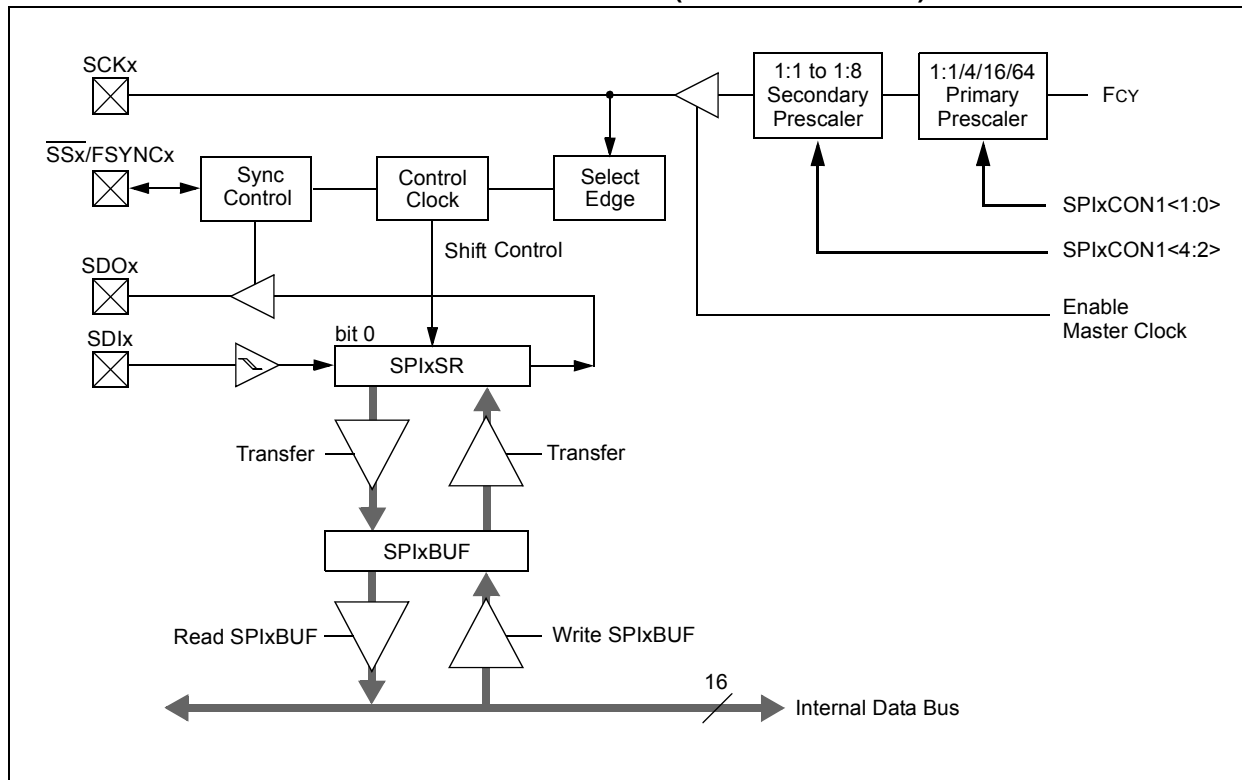 SCKx
1:1 to 1:8
Secondary
Prescaler
1:1/4/16/64
Primary
Prescaler
FCY
SSx/FSYNCx
Sync
Control
Control
Clock
Select
Edge
SPIxCON1<1:0>
Shift Control
SPIxCON1<4:2>
SDOx
Enable
Master Clock
SDIx
bit 0
SPIxSR
Transfer
Transfer
SPIxBUF
Read SPIxBUF
Write SPIxBUF
16
Internal Data Bus